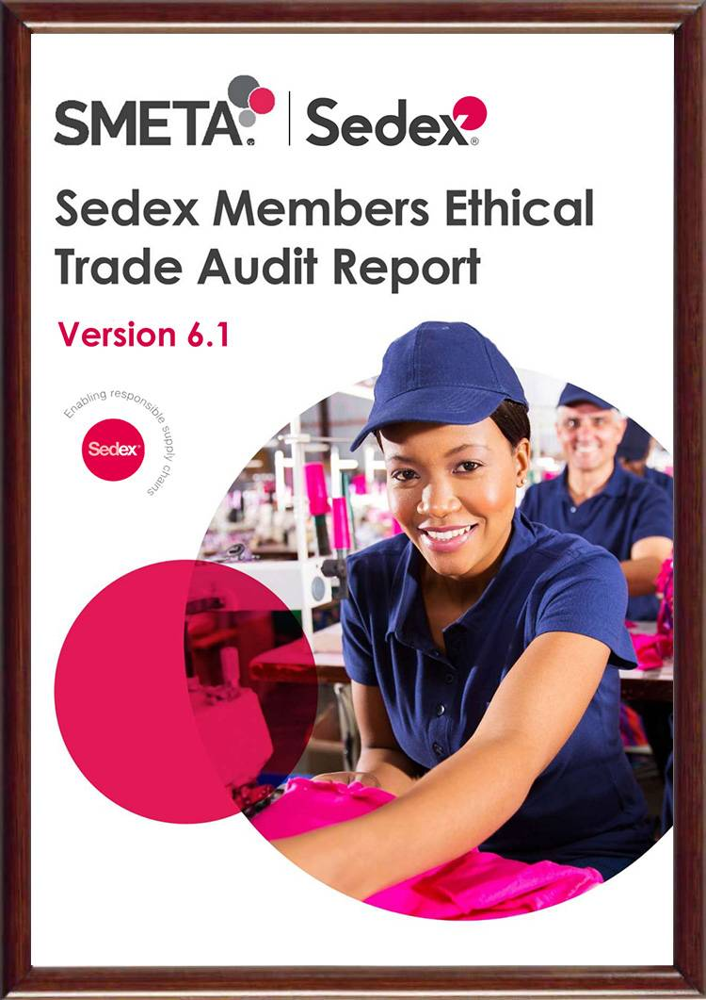 SMETA.
Sedex®
Sedex Members Ethical
Trade Audit Report
Version 6.1
Enabling responsible supply chains
Sedex®